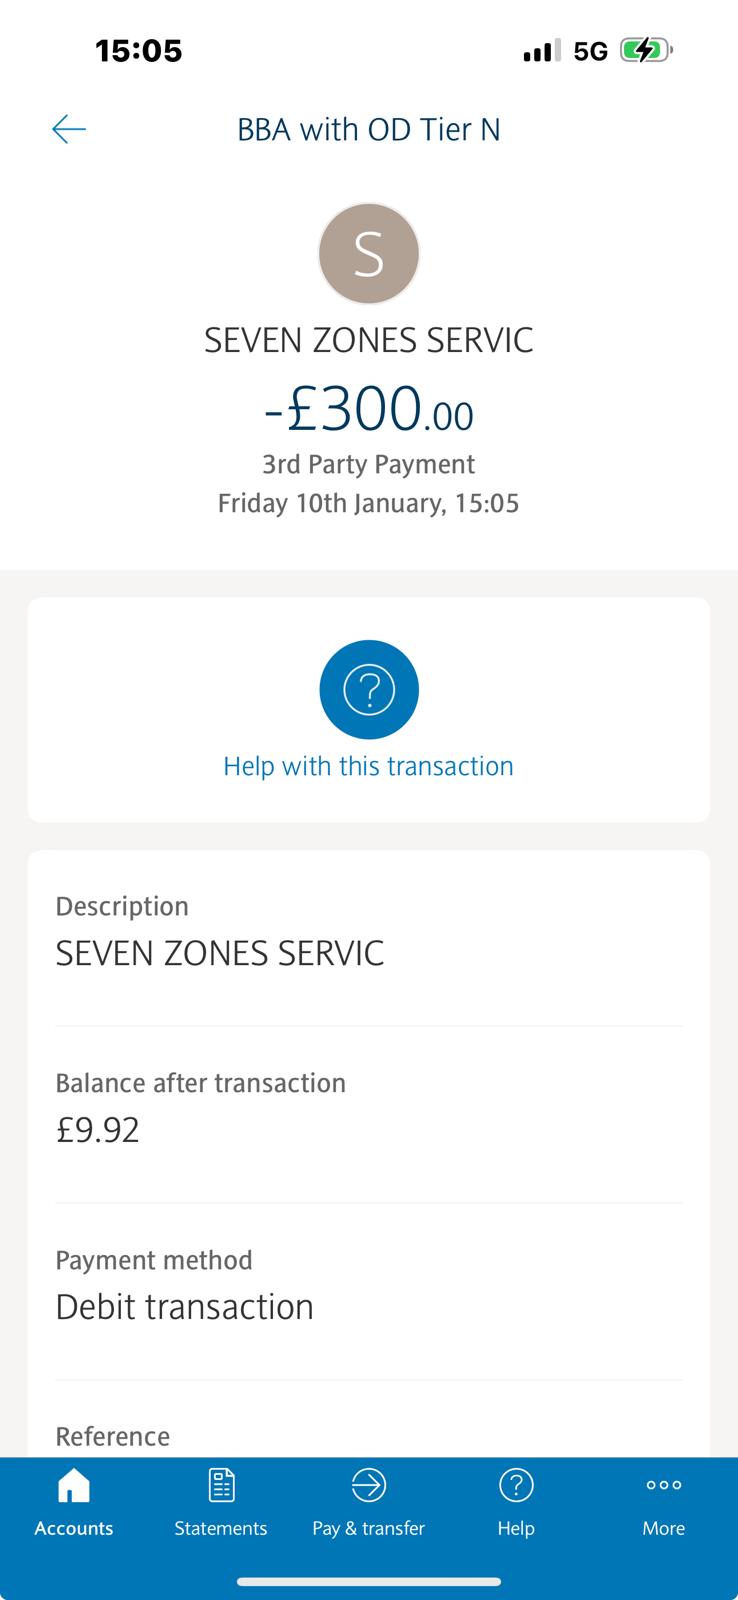 15:05
5G
BBA with OD Tier N
S
SEVEN ZONES SERVIC
-£300.00
3rd Party Payment
Friday 10th January, 15:05
?
Help with this transaction
Description
SEVEN ZONES SERVIC
Balance after transaction
£9.92
Payment method
Debit transaction
Reference
Accounts
Statements
Pay & transfer
Help
More